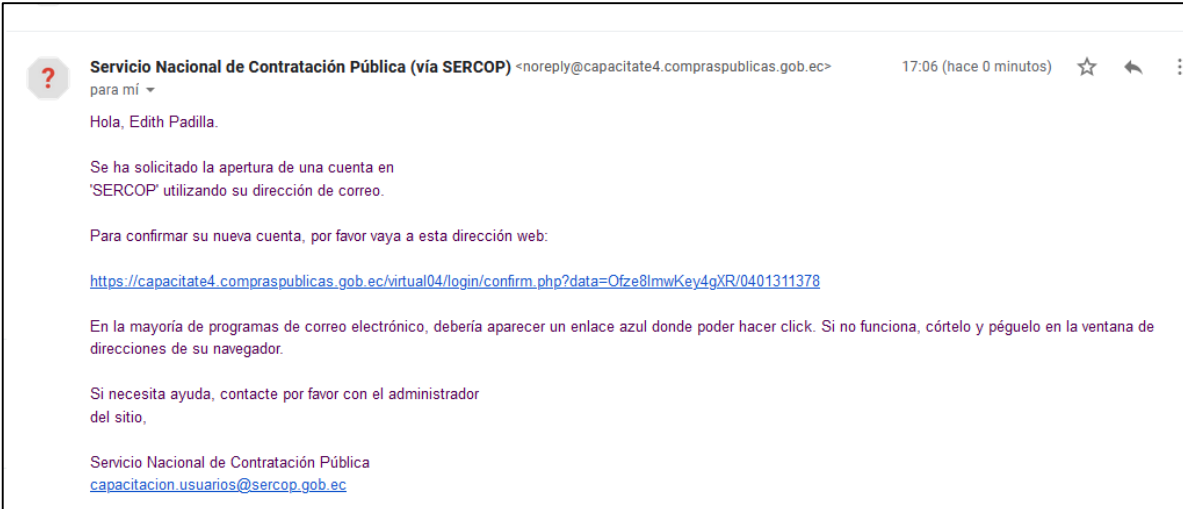 ?
Servicio Nacional de Contratación Pública (vía SERCOP) <noreply@capacitate4.compraspublicas.gob.ec> 17:06 (hace 0 minutos)
para mí
Hola, Edith Padilla.
Se ha solicitado la apertura de una cuenta en
'SERCOP' utilizando su dirección de correo.
Para confirmar su nueva cuenta, por favor vaya a esta dirección web:
https://capacitate4.compraspublicas.gob.ec/virtual04/login/confirm.php?data=Ofze8lmwKey4gXR/0401311378
En la mayoría de programas de correo electrónico, debería aparecer un enlace azul donde poder hacer click. Si no funciona, córtelo y péguelo en la ventana de
direcciones de su navegador.
Si necesita ayuda, contacte por favor con el administrador
del sitio,
Servicio Nacional de Contratación Pública
capacitacion.usuarios@sercop.gob.ec